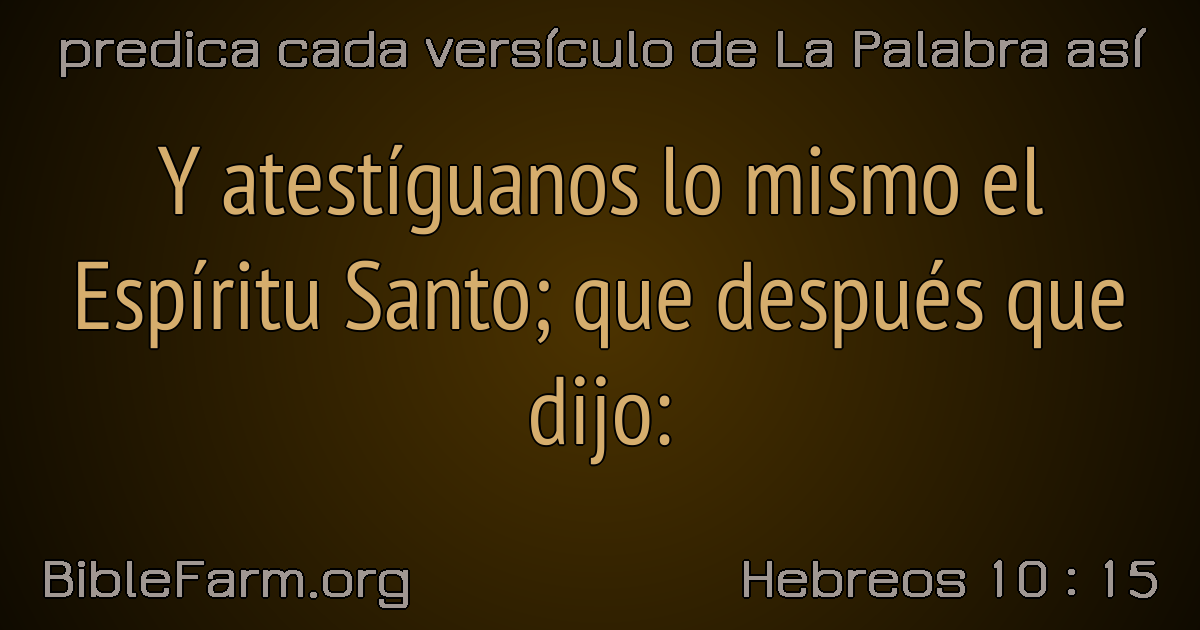 predica cada versículo de La Palabra así
Y atestíguanos lo mismo el
Espíritu Santo; que después que
dijo:
BibleFarm.org
Hebreos 10 : 15